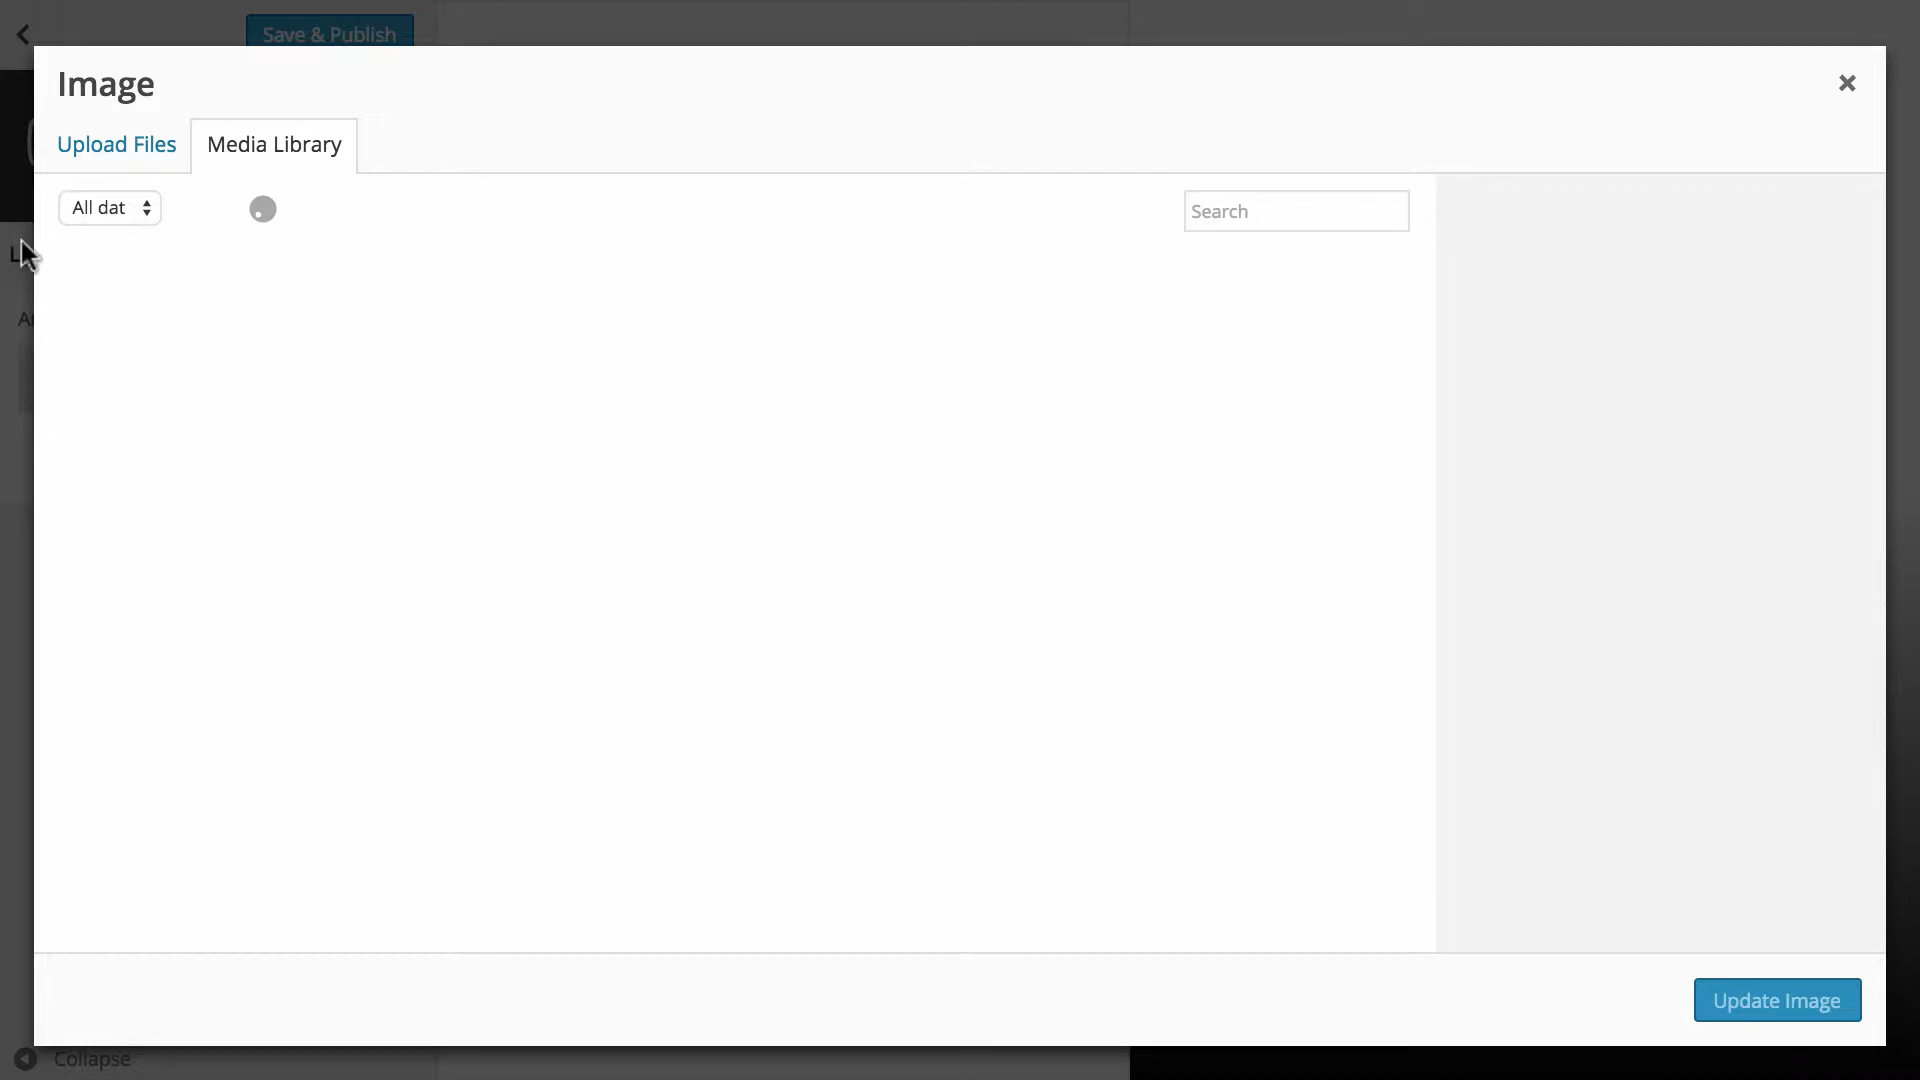 Save & Publish
Image
Upload Files
Media Library
All dat
Search
Update Image
Collapse